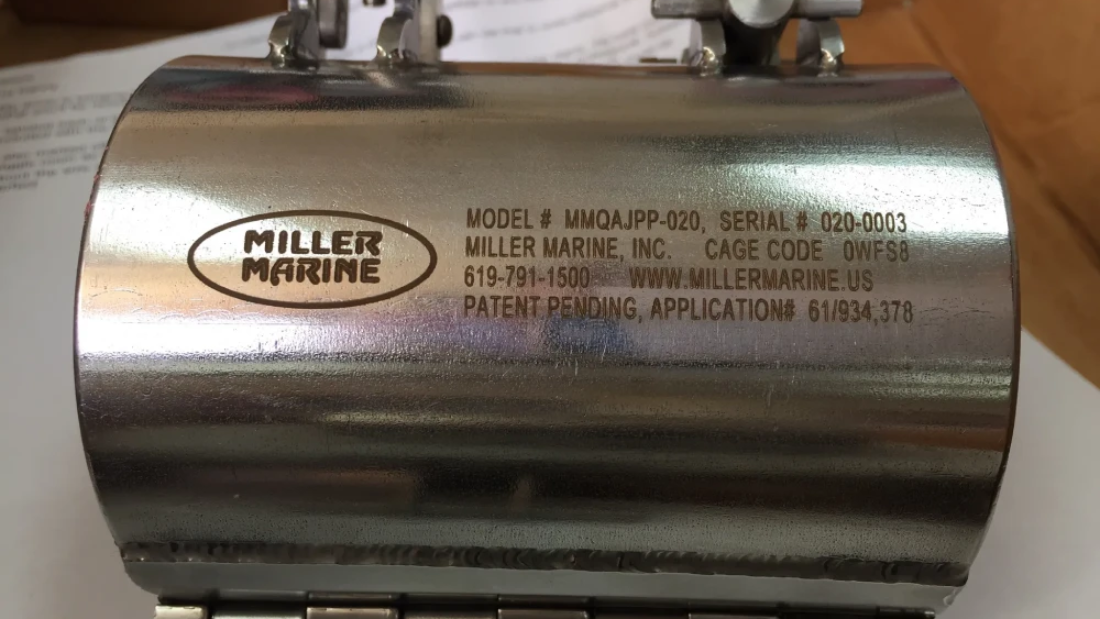 MILLER
MARINE
MODEL # MMQAJPP-020, SERIAL # 020-0003
MILLER MARINE, INC. CAGE CODE 0WFS8
619-791-1500 WWW.MILLERMARINE.US
PATENT PENDING, APPLICATION# 61/934,378